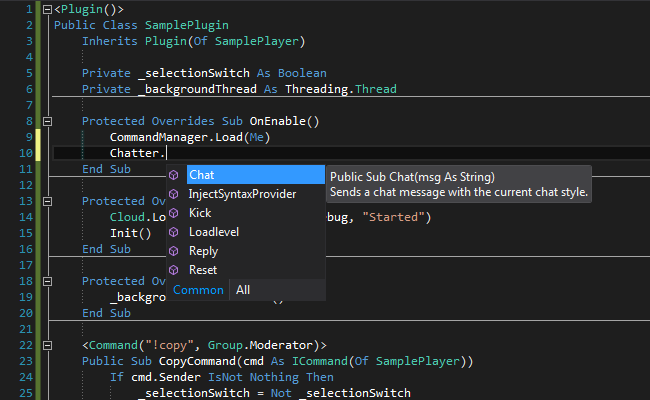 1 <Plugin()>
2 Public Class SamplePlugin
3 Inherits Plugin(Of SamplePlayer)
4
5 Private _selectionSwitch As Boolean
6 Private _backgroundThread As Threading.Thread
7
8 Protected Overrides Sub OnEnable()
9 CommandManager.Load(Me)
10 Chatter.
11 End Sub
Chat
InjectSyntaxProvider
Kick
Loadlevel
Reply
Reset
Common All
Public Sub Chat(msg As String)
Sends a chat message with the current chat style.
12
13 Protected Ov
14 Cloud.Lo bug, "Started")
15 Init()
16 End Sub
17
18 Protected Ov
19 _backgro ()
20 End Sub
21
22 <Command("!copy", Group.Moderator)>
23 Public Sub CopyCommand(cmd As ICommand(Of SamplePlayer))
24 If cmd.Sender IsNot Nothing Then
25 _selectionSwitch = Not _selectionSwitch